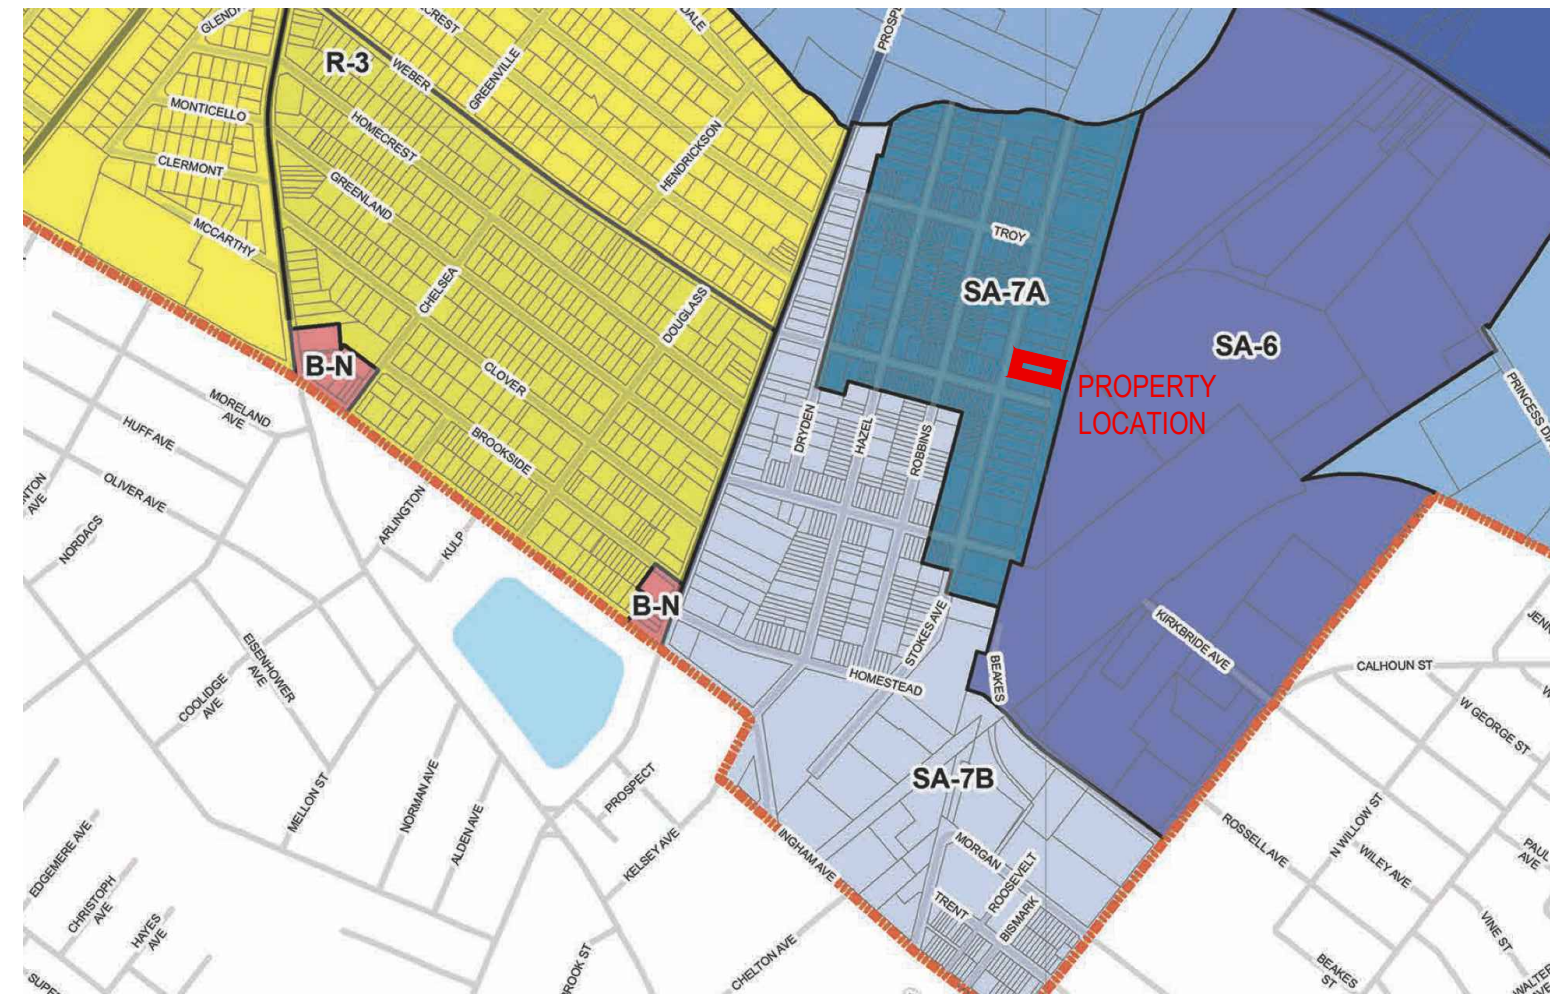 R-3
WEBER
GREENVILLE
HENDRICKSON
MONTICELLO
HOMECREST
CLERMONT
GREENLAND
MCCARTHY
TROY
SA-7A
CHELSEA
DOUGLASS
SA-6
B-N
CLOVER
PROPERTY
LOCATION
MORELAND
AVE
HUFF AVE
DRYDEN
HAZEL
ROBBINS
BROOKSIDE
OLIVER AVE
AVE
ARLINGTON
NORDACS
KULP
B-N
STOKES AVE
KIRKBRIDE AVE
EISENHOWER
AVE
HOMESTEAD
BEAKES
CALHOUN ST
COOLIDGE
AVE
W GEORGE ST
SA-7B
PROSPECT
MELLON ST
NORMAN AVE
ALDEN AVE
KELSEY AVE
INGHAM AVE
MORGAN
ROOSEVELT
ROSSELL AVE
N WILLOW ST
WILEY AVE
AVE
EDGEMERE AVE
CHRISTOPH
AVE
TRENT
BISMARK
HAYES
AVE
VINE ST
CHELTON AVE
BEAKES
ST